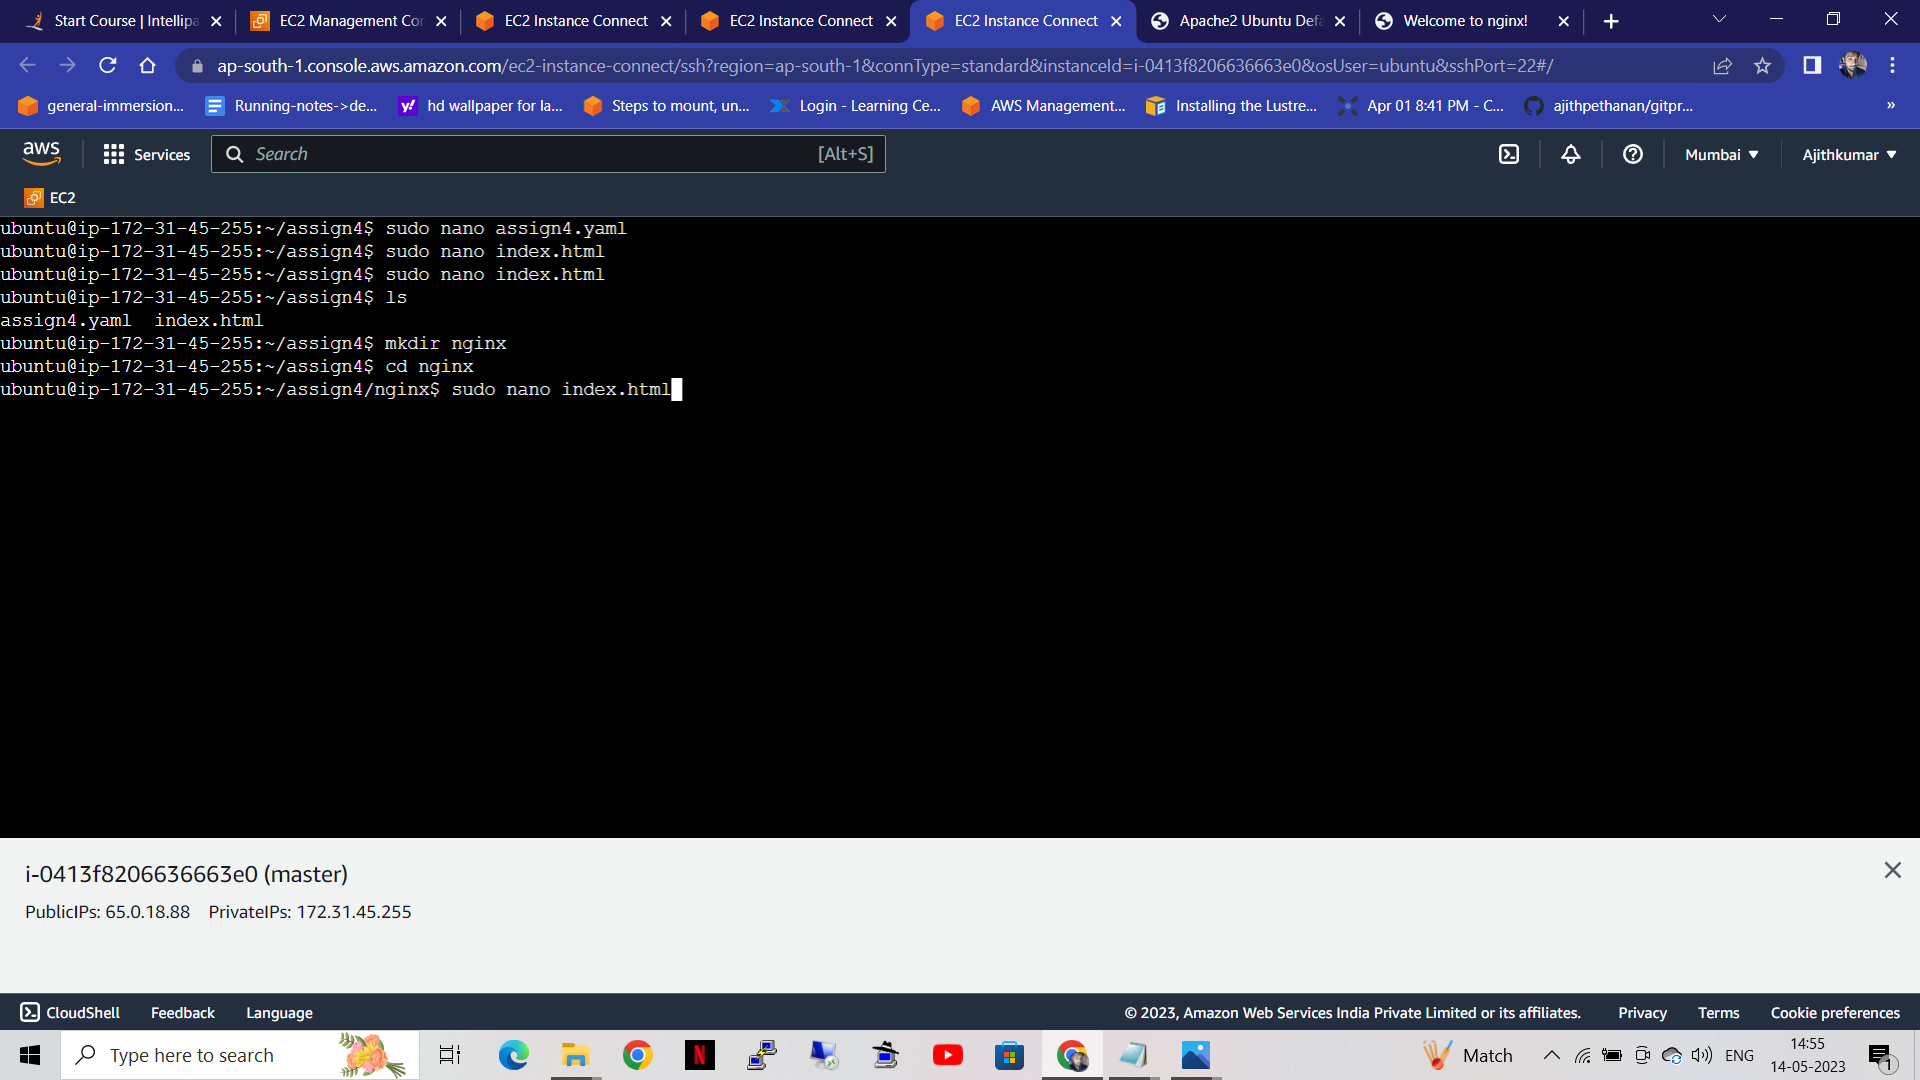 Start Course | Intellipa
EC2 Management Con
EC2 Instance Connect
EC2 Instance Connect
EC2 Instance Connect
Apache2 Ubuntu Defa
Welcome to nginx!
ap-south-1.console.aws.amazon.com/ec2-instance-connect/ssh?region=ap-south-1&connType=standard&instanceId=i-0413f8206636663e0&osUser=ubuntu&sshPort=22#/
general-immersion...
Running-notes->de...
hd wallpaper for la...
Steps to mount, un...
Login - Learning Ce...
AWS Management...
Installing the Lustre...
Apr 01 8:41 PM - C...
ajithpethanan/gitpr...
»
aws
Services
Search
[Alt+S]
Mumbai
Ajithkumar
EC2
ubuntu@ip-172-31-45-255:~/assign4$ sudo nano assign4.yaml
ubuntu@ip-172-31-45-255:~/assign4$ sudo nano index.html
ubuntu@ip-172-31-45-255:~/assign4$ sudo nano index.html
ubuntu@ip-172-31-45-255:~/assign4$ ls
assign4.yaml  index.html
ubuntu@ip-172-31-45-255:~/assign4$ mkdir nginx
ubuntu@ip-172-31-45-255:~/assign4$ cd nginx
ubuntu@ip-172-31-45-255:~/assign4/nginx$ sudo nano index.html
i-0413f8206636663e0 (master)
PublicIPs: 65.0.18.88 PrivateIPs: 172.31.45.255
CloudShell
Feedback
Language
© 2023, Amazon Web Services India Private Limited or its affiliates.
Privacy
Terms
Cookie preferences
Type here to search
Match
ENG
14:55
14-05-2023
1